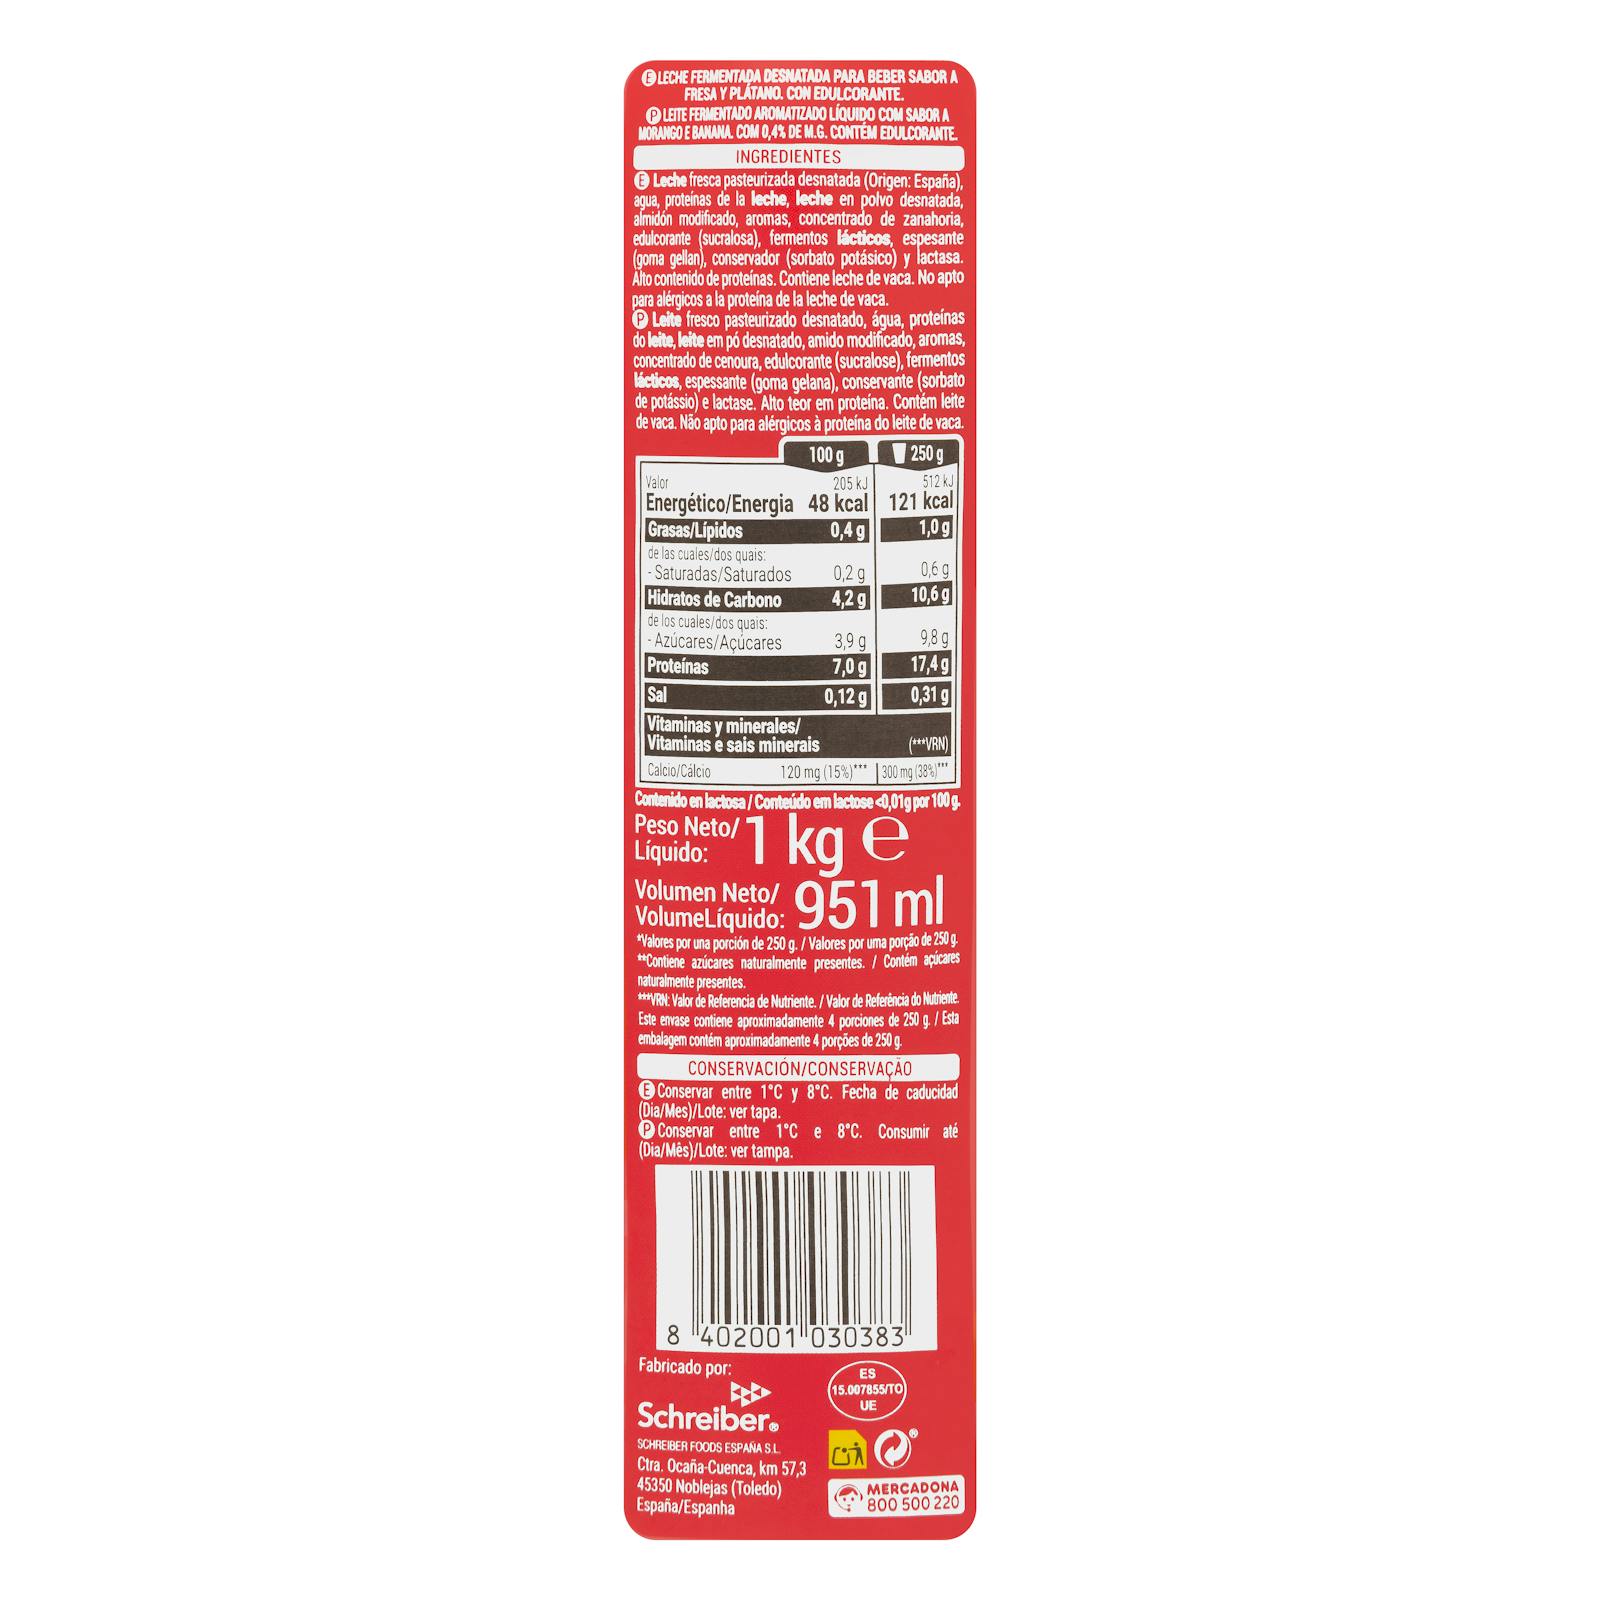 E LECHE FERMENTADA DESNATADA PARA BEBER SABOR A
FRESA Y PLÁTANO. CON EDULCORANTE.
P LEITE FERMENTADO AROMATIZADO LÍQUIDO COM SABOR A
MORANGO E BANANA. COM 0,4% DE M.G. CONTÉM EDULCORANTE.
INGREDIENTES
E Leche fresca pasteurizada desnatada (Origen: España),
agua, proteínas de la leche, leche en polvo desnatada,
almidón modificado, aromas, concentrado de zanahoria,
edulcorante (sucralosa), fermentos lácticos, espesante
(goma gellan), conservador (sorbato potásico) y lactasa.
Alto contenido de proteínas. Contiene leche de vaca. No apto
para alérgicos a la proteína de la leche de vaca.
P Leite fresco pasteurizado desnatado, água, proteínas
do leite, leite em pó desnatado, amido modificado, aromas,
concentrado de cenoura, edulcorante (sucralose), fermentos
lácticos, espessante (goma gelana), conservante (sorbato
de potássio) e lactase. Alto teor em proteína. Contém leite
de vaca. Não apto para alérgicos à proteína do leite de vaca.
100 g 250 g
Valor 205 kJ 512 kJ
Energético/Energia 48 kcal 121 kcal
Grasas/Lípidos 0,4 g 1,0 g
de las cuales/dos quais:
- Saturadas/Saturados 0,2 g 0,6 g
Hidratos de Carbono 4,2 g 10,6 g
de los cuales/dos quais:
- Azúcares/Açúcares 3,9 g 9,8 g
Proteínas 7,0 g 17,4 g
Sal 0,12 g 0,31 g
Vitaminas y minerales/
Vitaminas e sais minerais (***VRN)
Calcio/Cálcio 120 mg (15%)*** 300 mg (38%)***
Contenido en lactosa / Conteúdo em lactose <0,01g por 100 g.
Peso Neto/
Líquido: 1 kg e
Volumen Neto/
VolumeLíquido: 951 ml
*Valores por una porción de 250 g. / Valores por uma porção de 250 g.
**Contiene azúcares naturalmente presentes. / Contém açúcares
naturalmente presentes.
***VRN: Valor de Referencia de Nutriente. / Valor de Referência do Nutriente.
Este envase contiene aproximadamente 4 porciones de 250 g. / Esta
embalagem contém aproximadamente 4 porções de 250 g.
CONSERVACIÓN/CONSERVAÇÃO
E Conservar entre 1°C y 8°C. Fecha de caducidad
(Dia/Mes)/Lote: ver tapa.
P Conservar entre 1°C e 8°C. Consumir até
(Dia/Mês)/Lote: ver tampa.
8 402001 030383
Fabricado por:
Schreiber®
SCHREIBER FOODS ESPAÑA S.L.
Ctra. Ocaña-Cuenca, km 57,3
45350 Noblejas (Toledo)
España/Espanha
ES
15.007855/TO
UE
®
MERCADONA
800 500 220